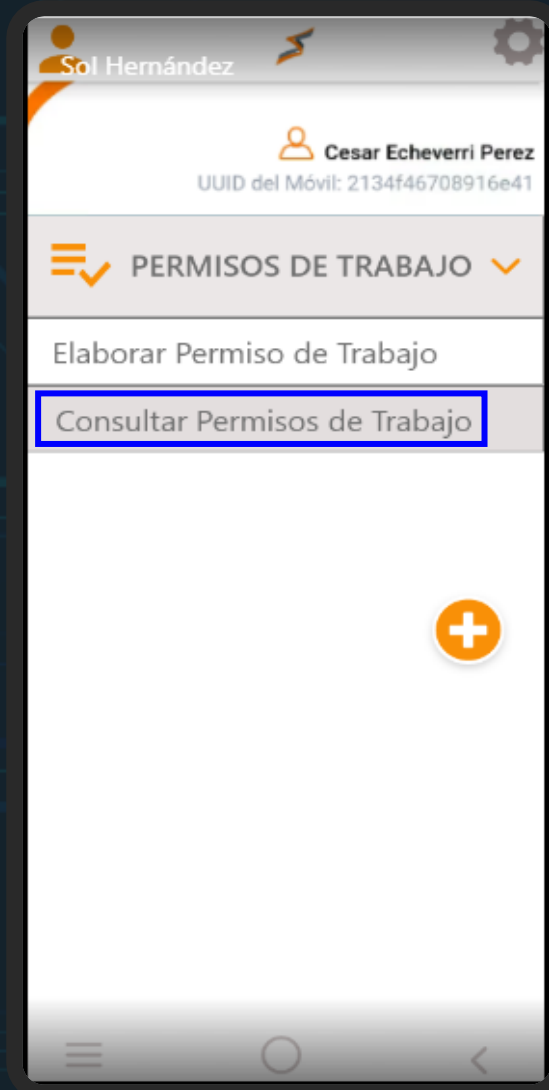 Sol Hernández
Cesar Echeverri Perez
UUID del Móvil: 2134f46708916e41
PERMISOS DE TRABAJO
Elaborar Permiso de Trabajo
Consultar Permisos de Trabajo